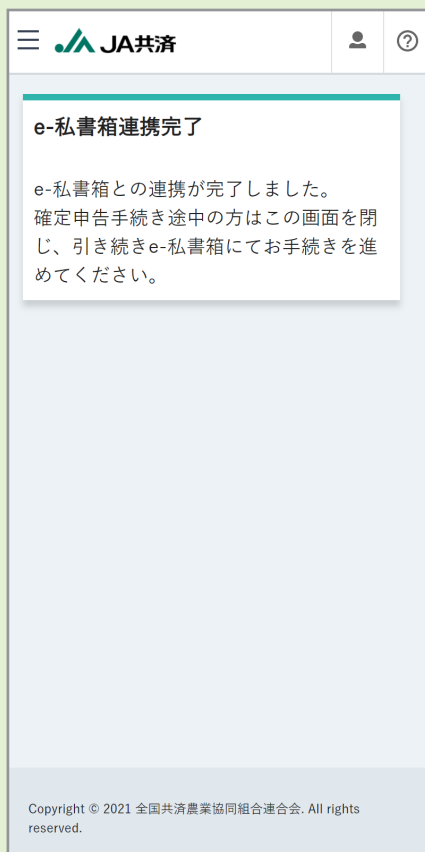 JA共済
e-私書箱連携完了
e-私書箱との連携が完了しました。
確定申告手続き途中の方はこの画面を閉
じ、引き続きe-私書箱にてお手続きを進
めてください。
Copyright © 2021 全国共済農業協同組合連合会. All rights
reserved.